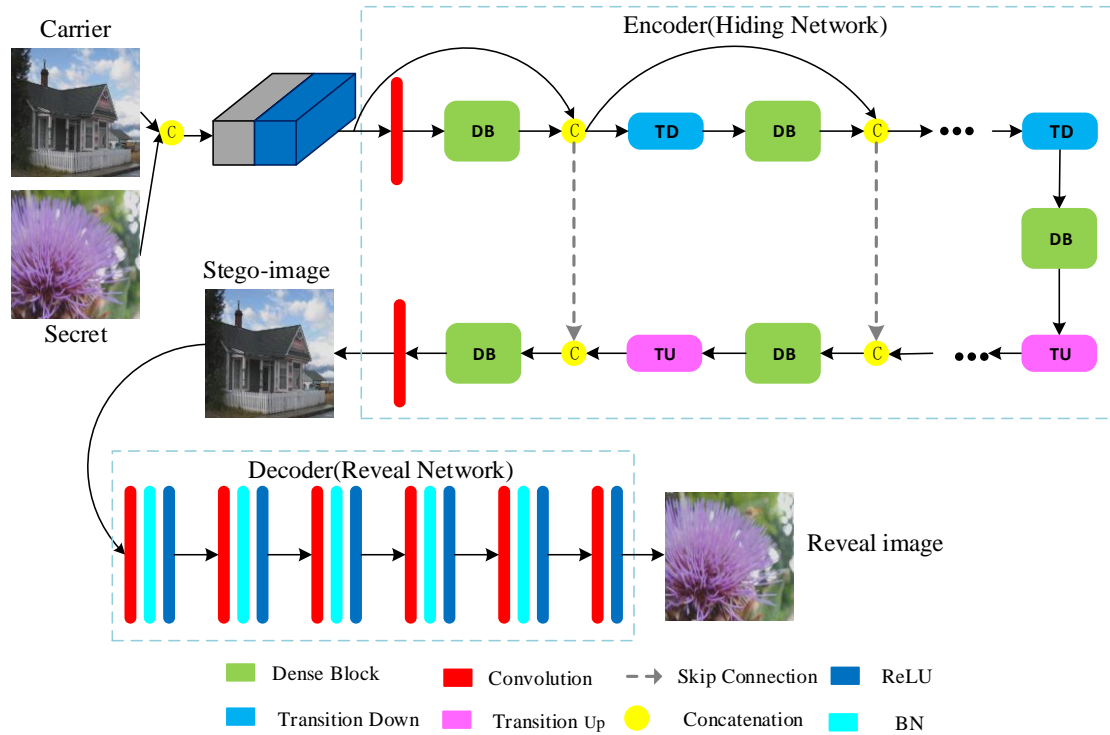 Carrier
Encoder(Hiding Network)
C
DB
C
TD
DB
C
TD
DB
Secret
Stego-image
DB
C
TU
DB
C
TU
Decoder(Reveal Network)
Reveal image
Dense Block
Convolution
Skip Connection
ReLU
Transition Down
Transition Up
C
Concatenation
BN